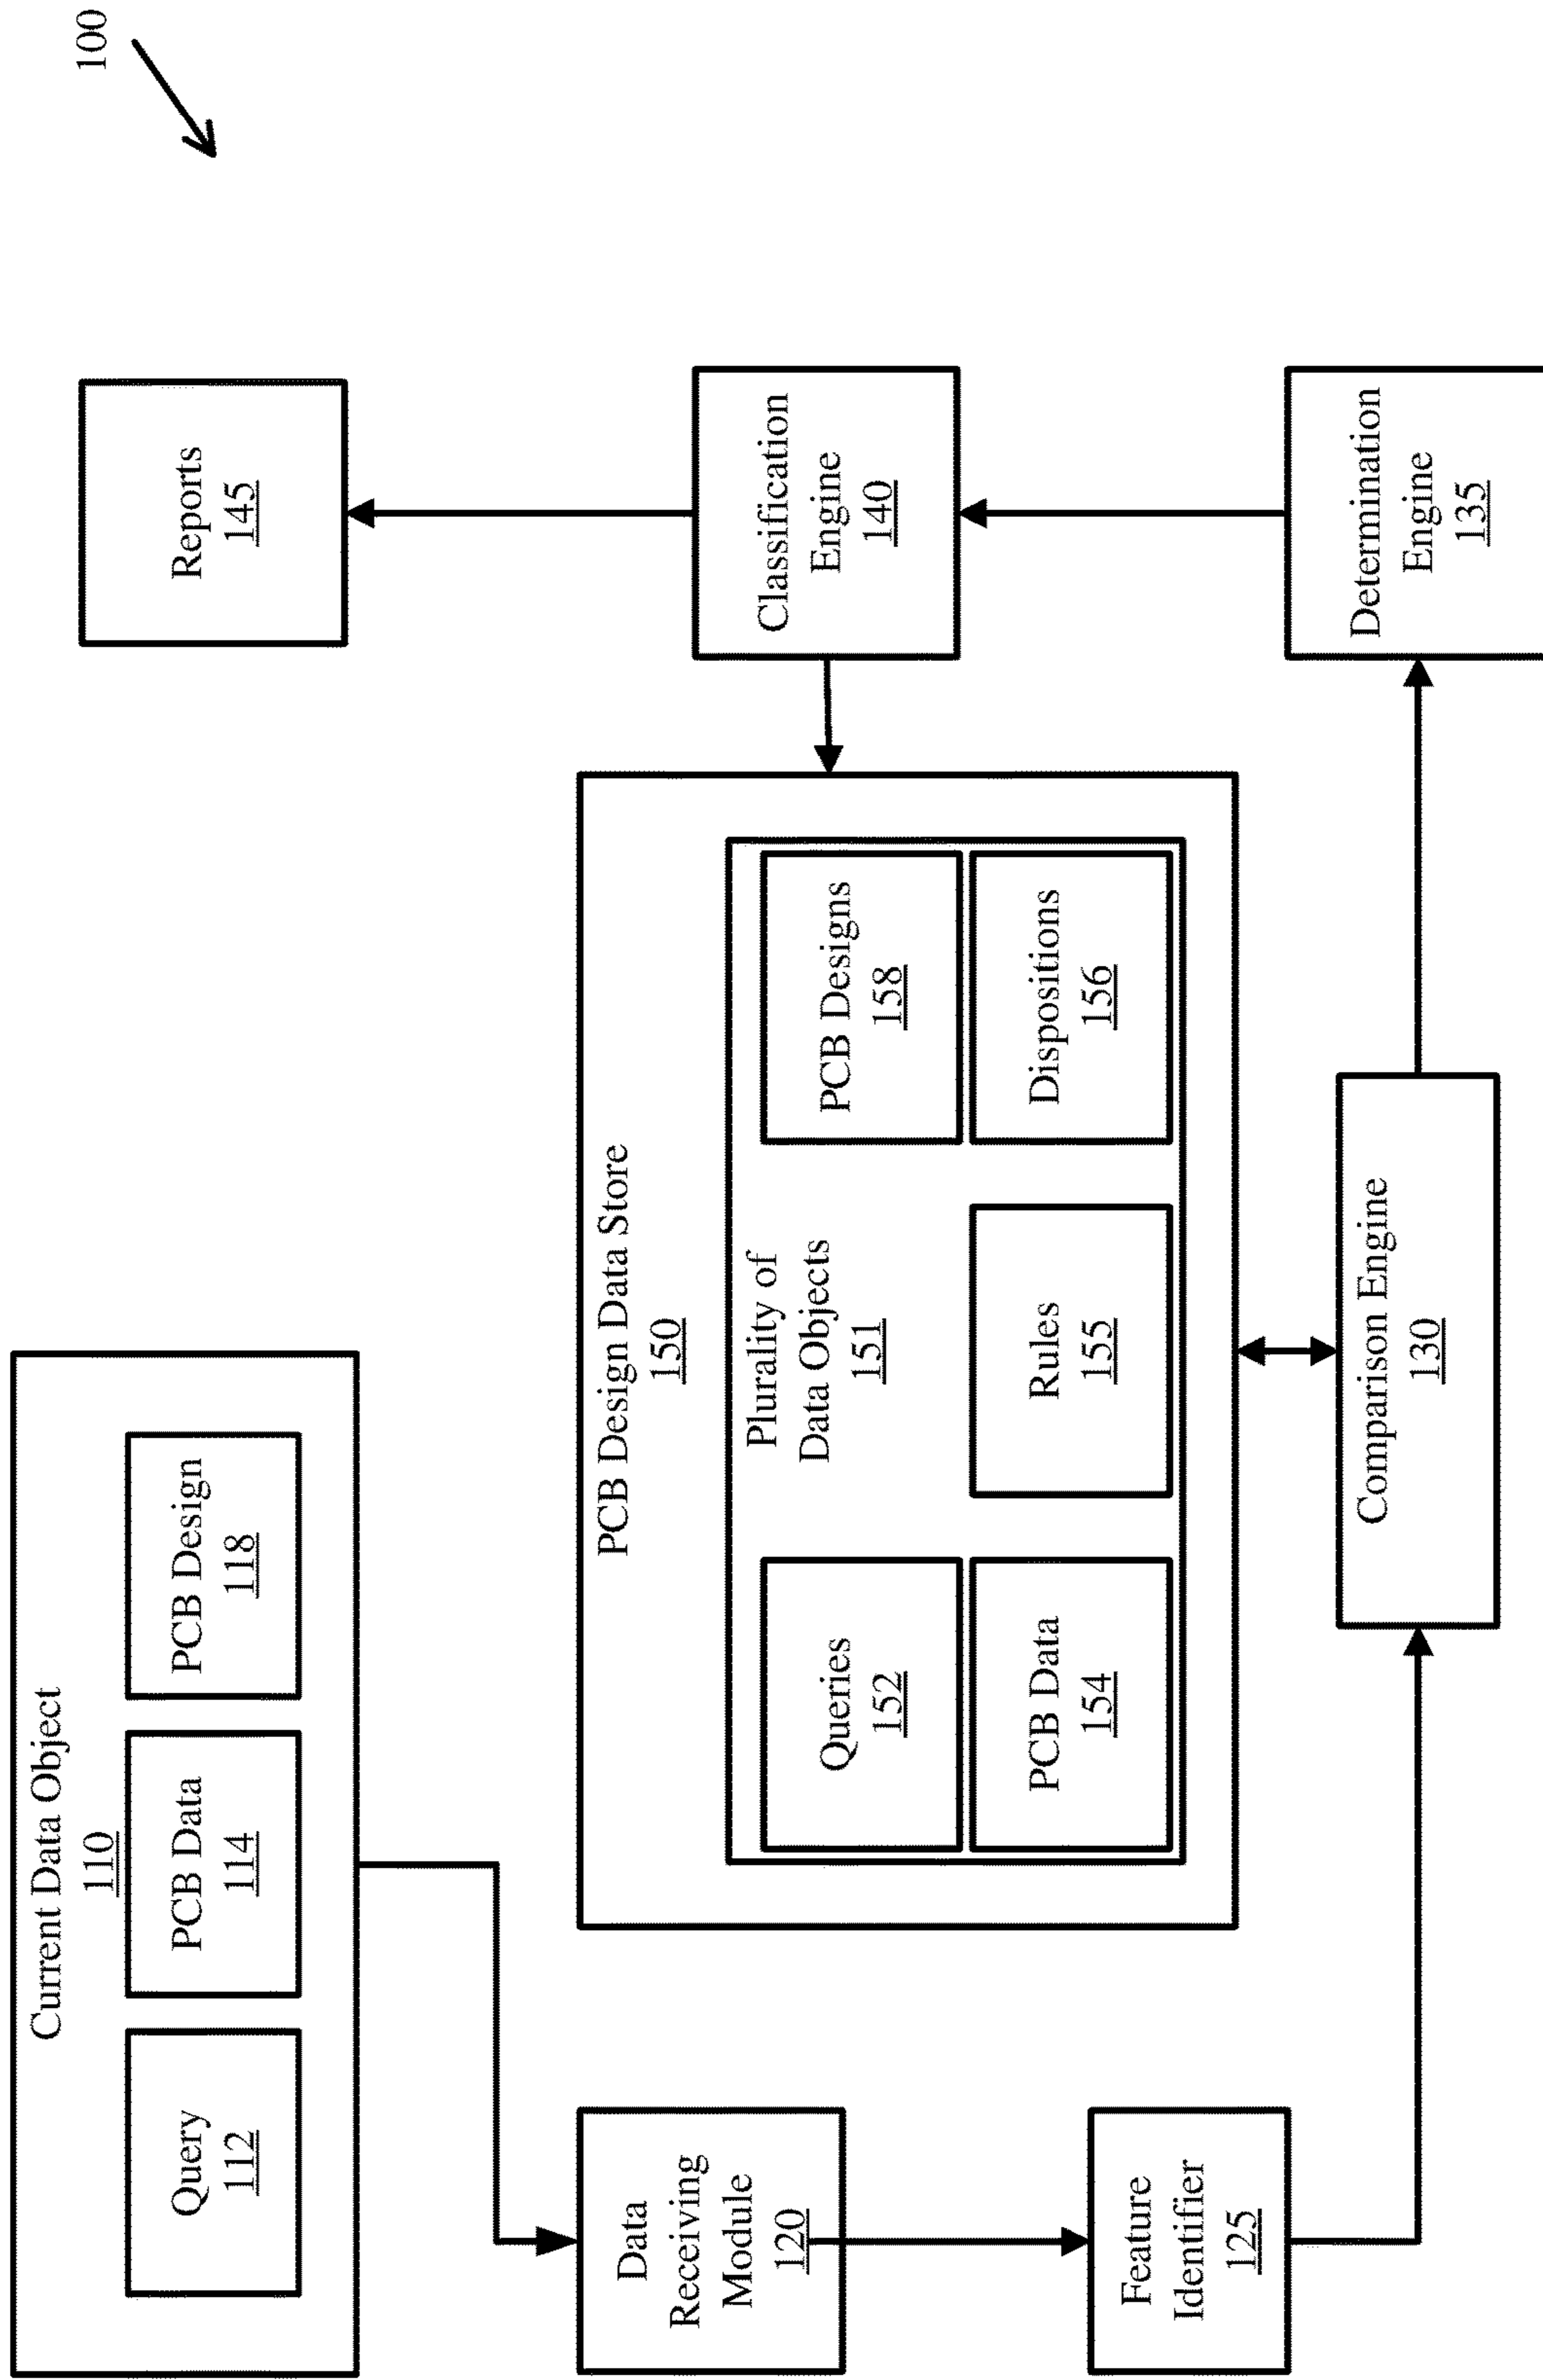 100
Current Data Object
110
Query
112
PCB Data
114
PCB Design
118
Reports
145
Data
Receiving
Module
120
PCB Design Data Store
150
Plurality of
Data Objects
151
Queries
152
PCB Designs
158
PCB Data
154
Rules
155
Dispositions
156
Classification
Engine
140
Feature
Identifier
125
Comparison Engine
130
Determination
Engine
135